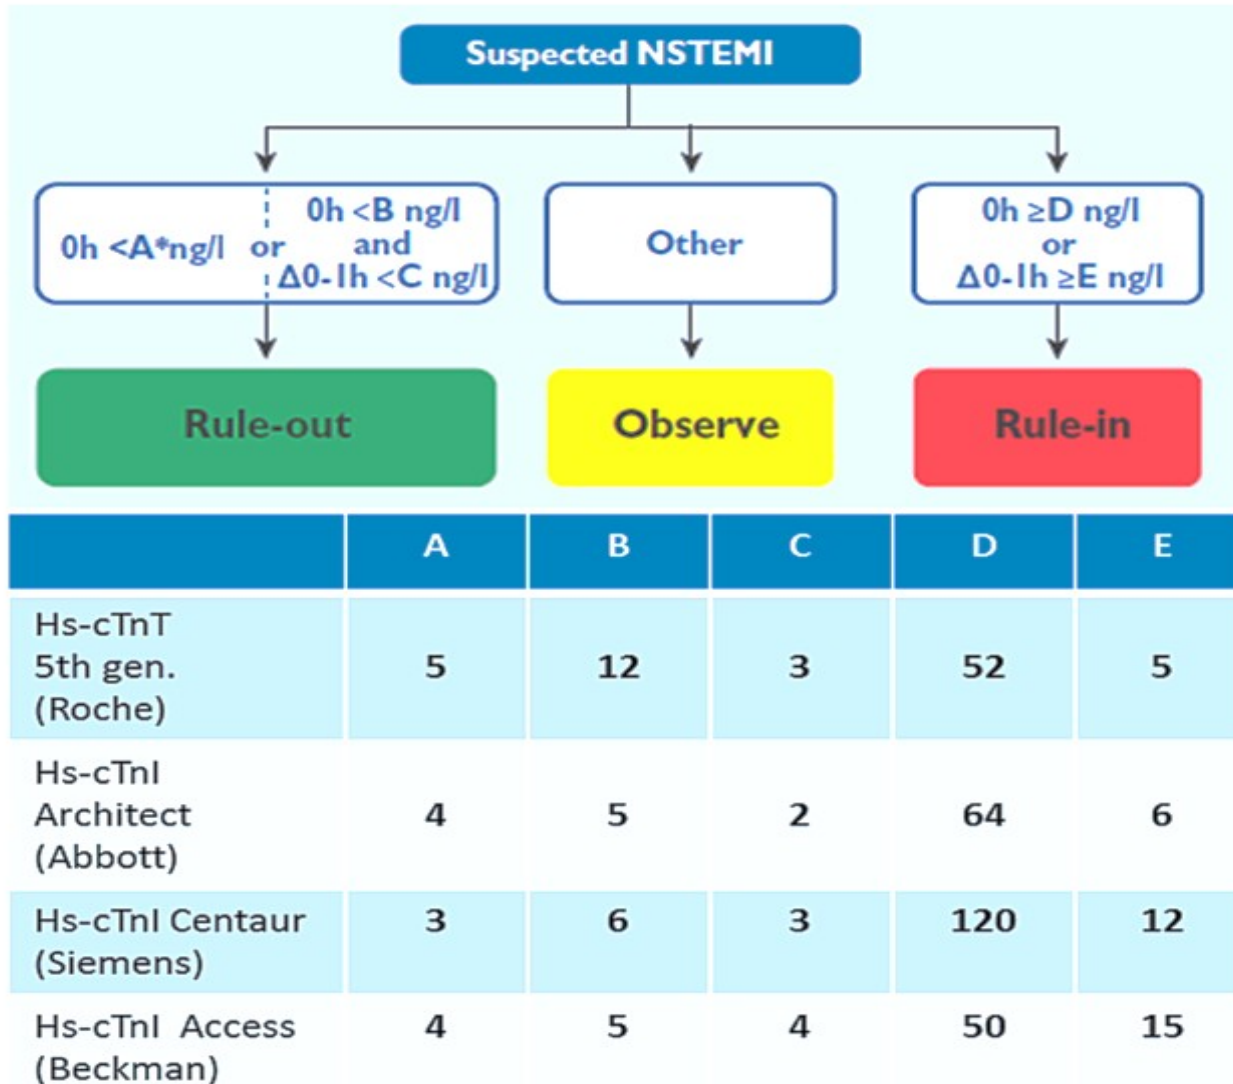 Suspected NSTEMI
0h <A*ng/l or
0h <B ng/l
and
Δ0-1h <C ng/l
Other
0h ≥D ng/l
or
Δ0-1h ≥E ng/l
Rule-out
Observe
Rule-in
A B C D E
Hs-cTnT
5th gen.
(Roche)
5 12 3 52 5
Hs-cTnI
Architect
(Abbott)
4 5 2 64 6
Hs-cTnI Centaur
(Siemens)
3 6 3 120 12
Hs-cTnI Access
(Beckman)
4 5 4 50 15